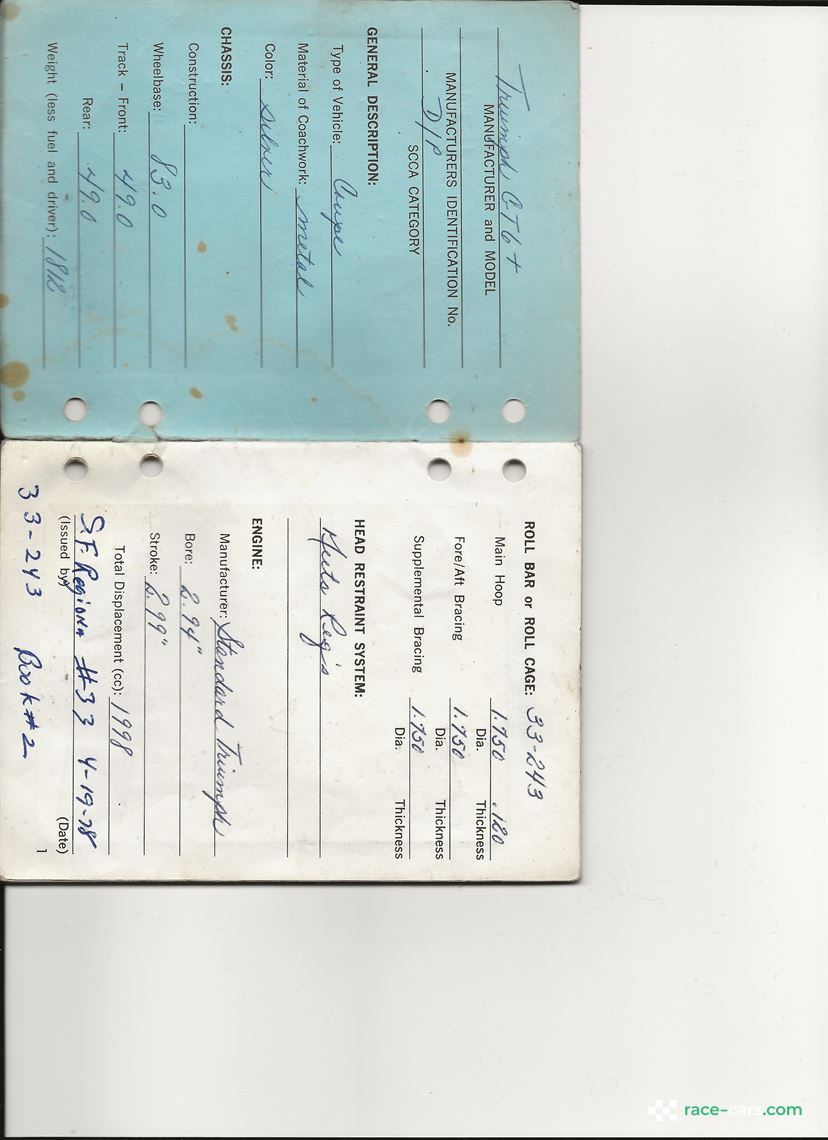 Triumph GT6+
MANUFACTURER and MODEL
MANUFACTURERS IDENTIFICATION No.
D/P
SCCA CATEGORY
GENERAL DESCRIPTION:
Type of Vehicle: Coupe
Material of Coachwork: metal
Color: silver
CHASSIS:
Construction:
Wheelbase: 83.0
Track – Front: 49.0
Rear: 49.0
Weight (less fuel and driver): 1812
ROLL BAR or ROLL CAGE: 33-243
Main Hoop 1.750 .120
Dia. Thickness
Fore/Aft Bracing 1.750
Dia. Thickness
Supplemental Bracing 1.750
Dia. Thickness
HEAD RESTRAINT SYSTEM:
Meets Req's
ENGINE:
Manufacturer: Standard Triumph
Bore: 2.94"
Stroke: 2.99"
Total Displacement (cc): 1998
S.F. Region #33 4-19-78
(Issued by) (Date)
33-243 Book #2
1
race-cars.com